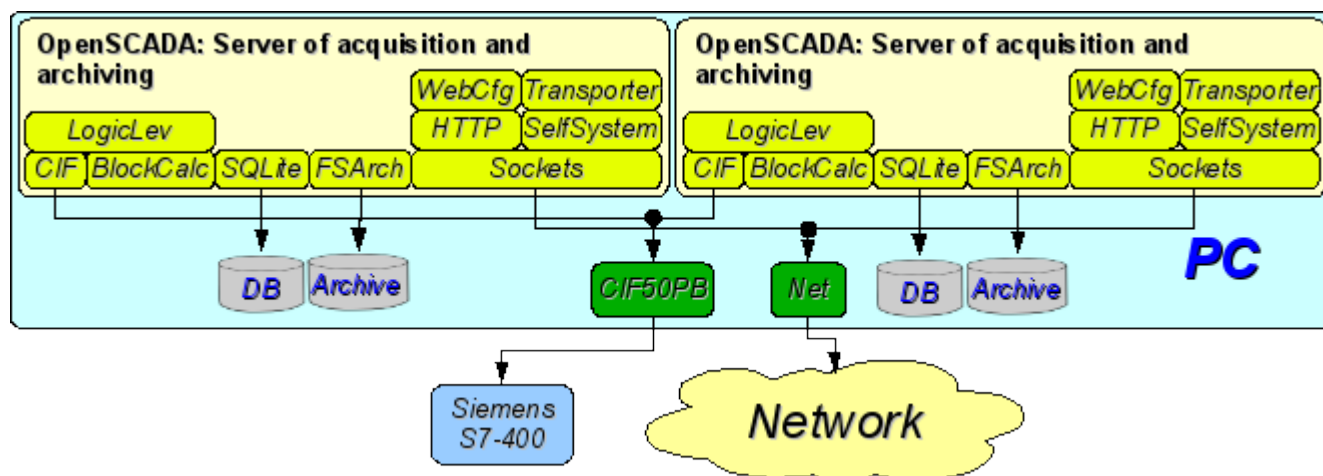 OpenSCADA: Server of acquisition and
archiving
WebCfg Transporter
LogicLev HTTP SelfSystem
CIF BlockCalc SQLite FSArch Sockets
OpenSCADA: Server of acquisition and
archiving
WebCfg Transporter
LogicLev HTTP SelfSystem
CIF BlockCalc SQLite FSArch Sockets
PC
DB Archive CIF50PB Net DB Archive
Siemens
S7-400
Network